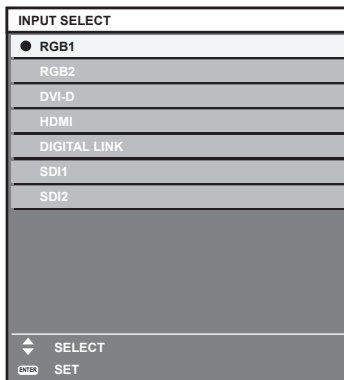 INPUT SELECT
RGB1
RGB2
DVI-D
HDMI
DIGITAL LINK
SDI1
SDI2
SELECT
ENTER SET